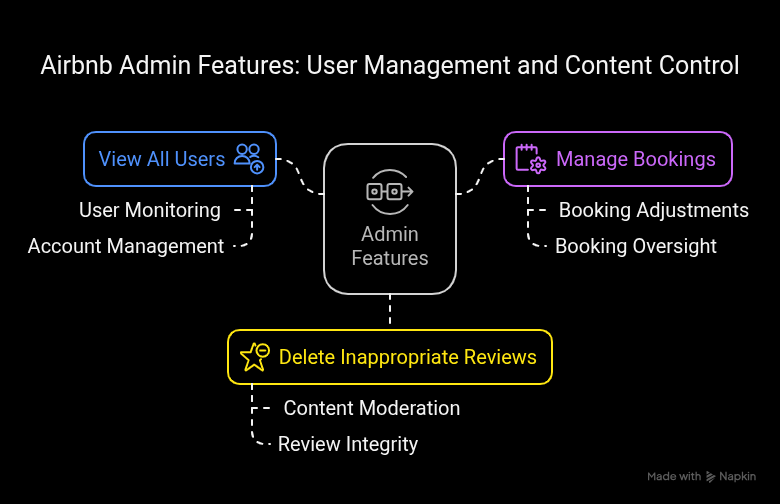 Airbnb Admin Features: User Management and Content Control
View All Users
User Monitoring
Account Management
Admin
Features
Manage Bookings
Booking Adjustments
Booking Oversight
Delete Inappropriate Reviews
Content Moderation
Review Integrity
Made with Napkin